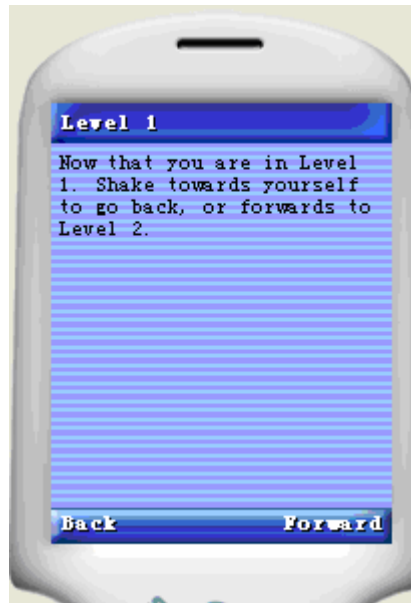 Level 1
Now that you are in Level
1. Shake towards yourself
to go back, or forwards to
Level 2.
Back Forward